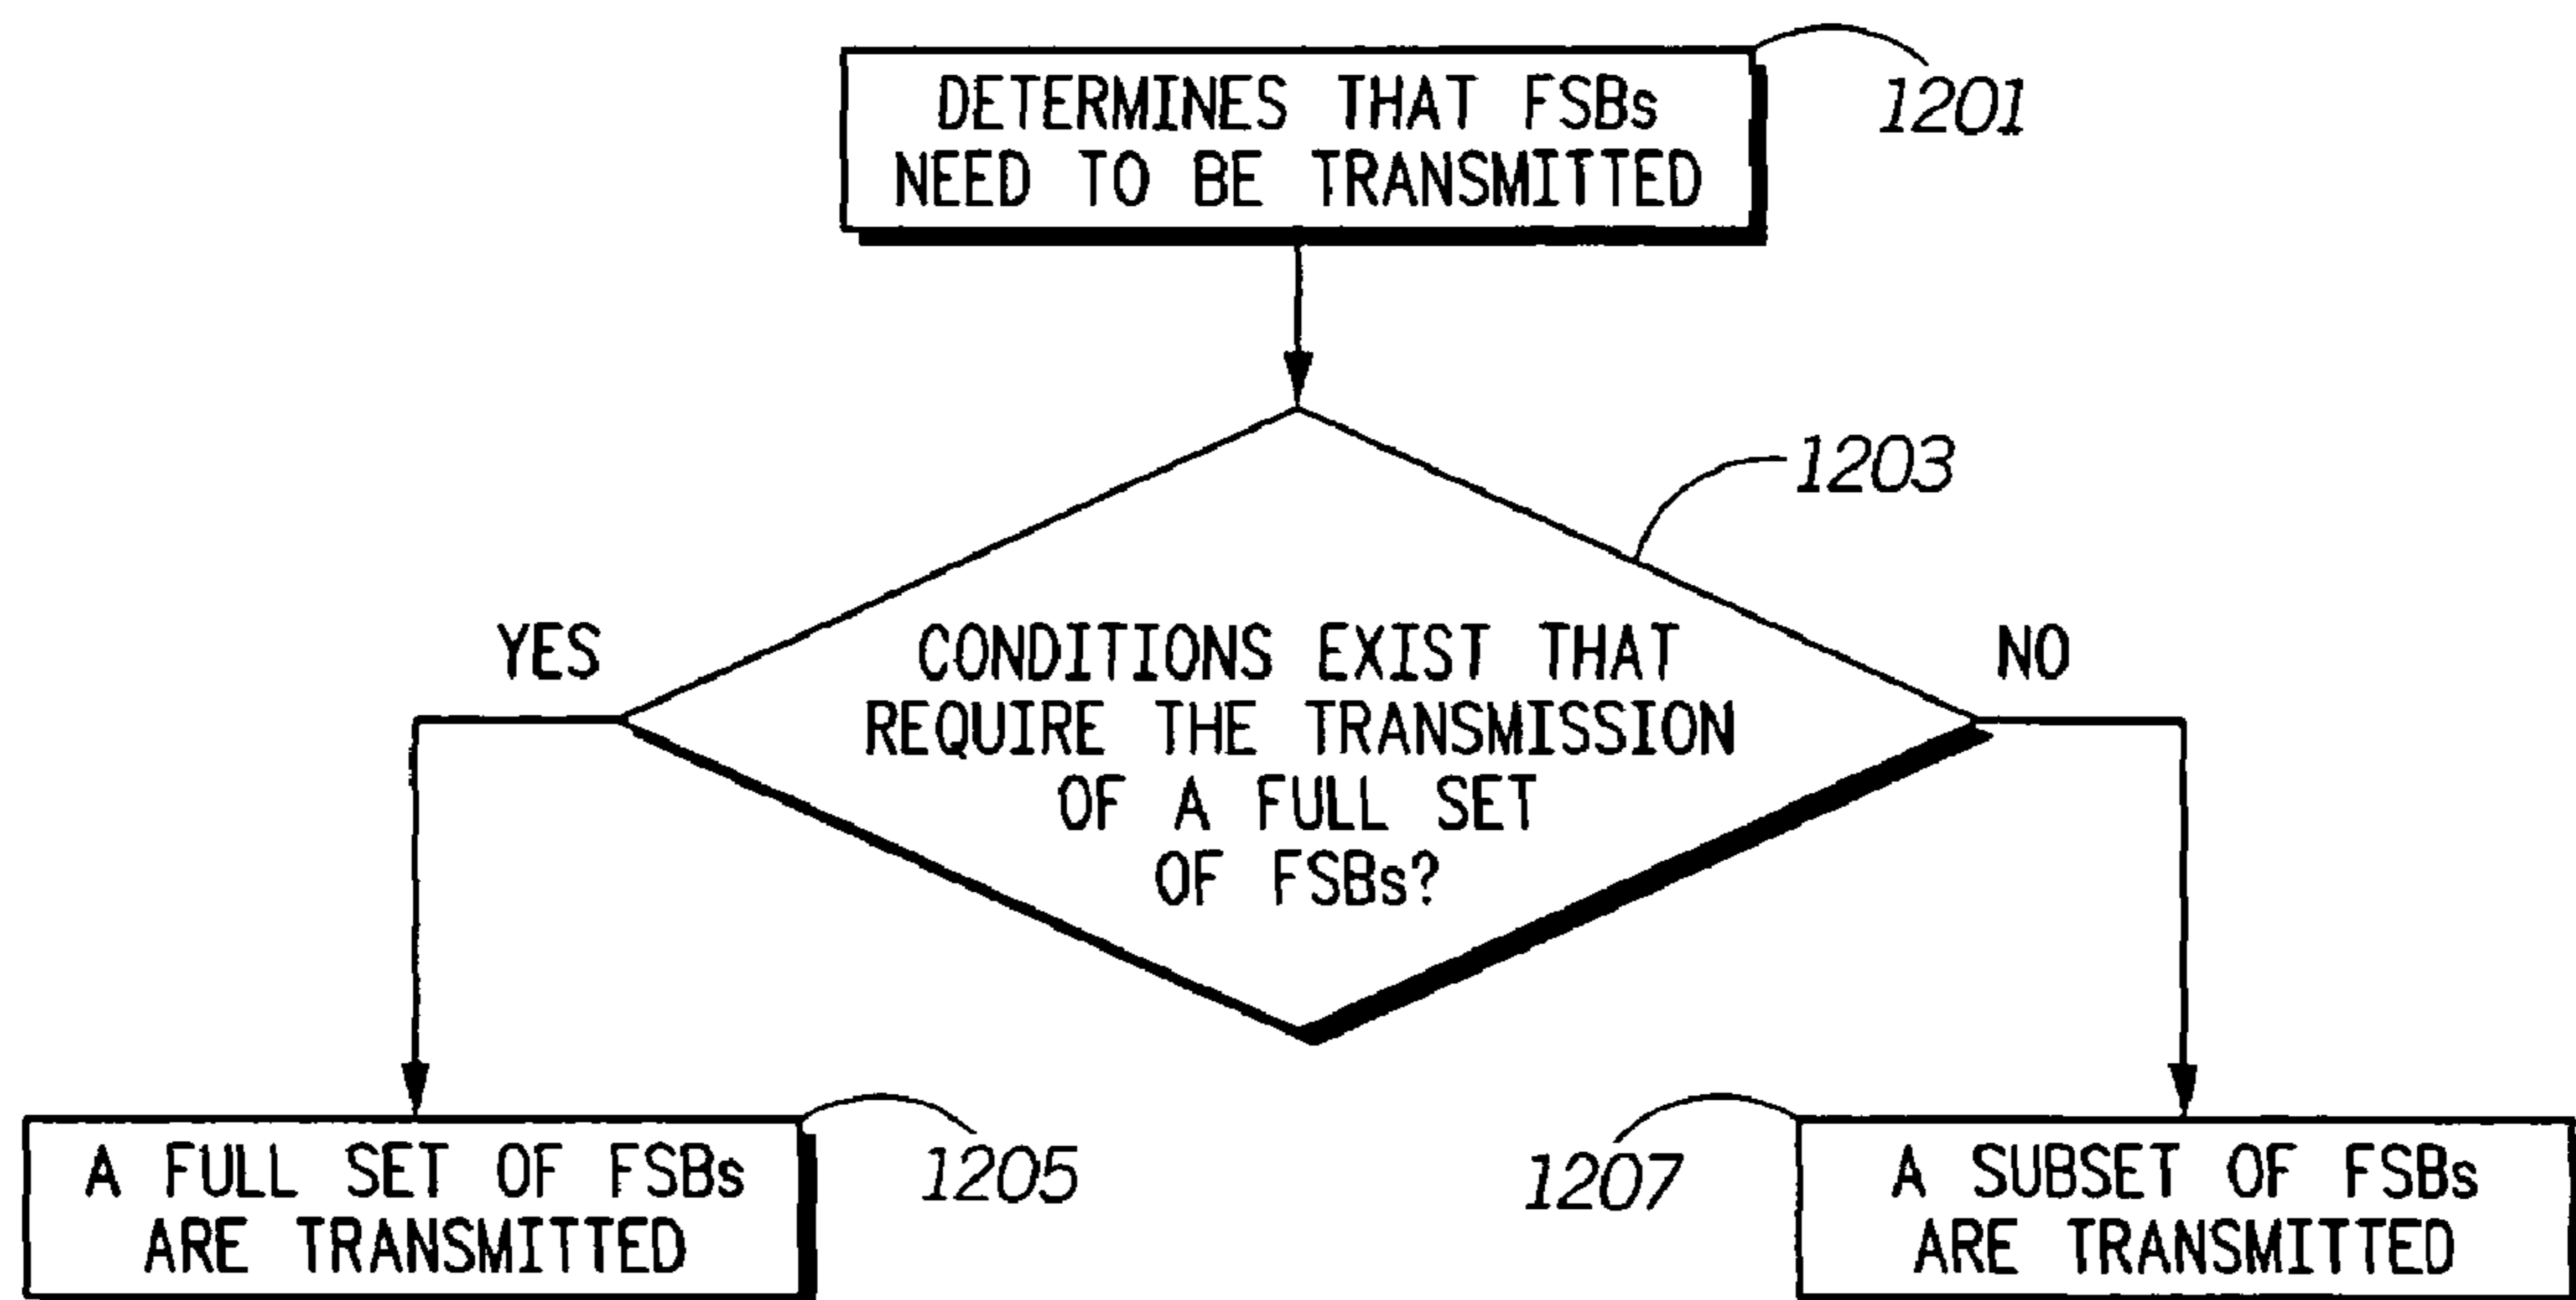 DETERMINES THAT FSBs
NEED TO BE TRANSMITTED
1201
1203
YES
CONDITIONS EXIST THAT
REQUIRE THE TRANSMISSION
OF A FULL SET
OF FSBs?
NO
A FULL SET OF FSBs
ARE TRANSMITTED
1205
1207
A SUBSET OF FSBs
ARE TRANSMITTED